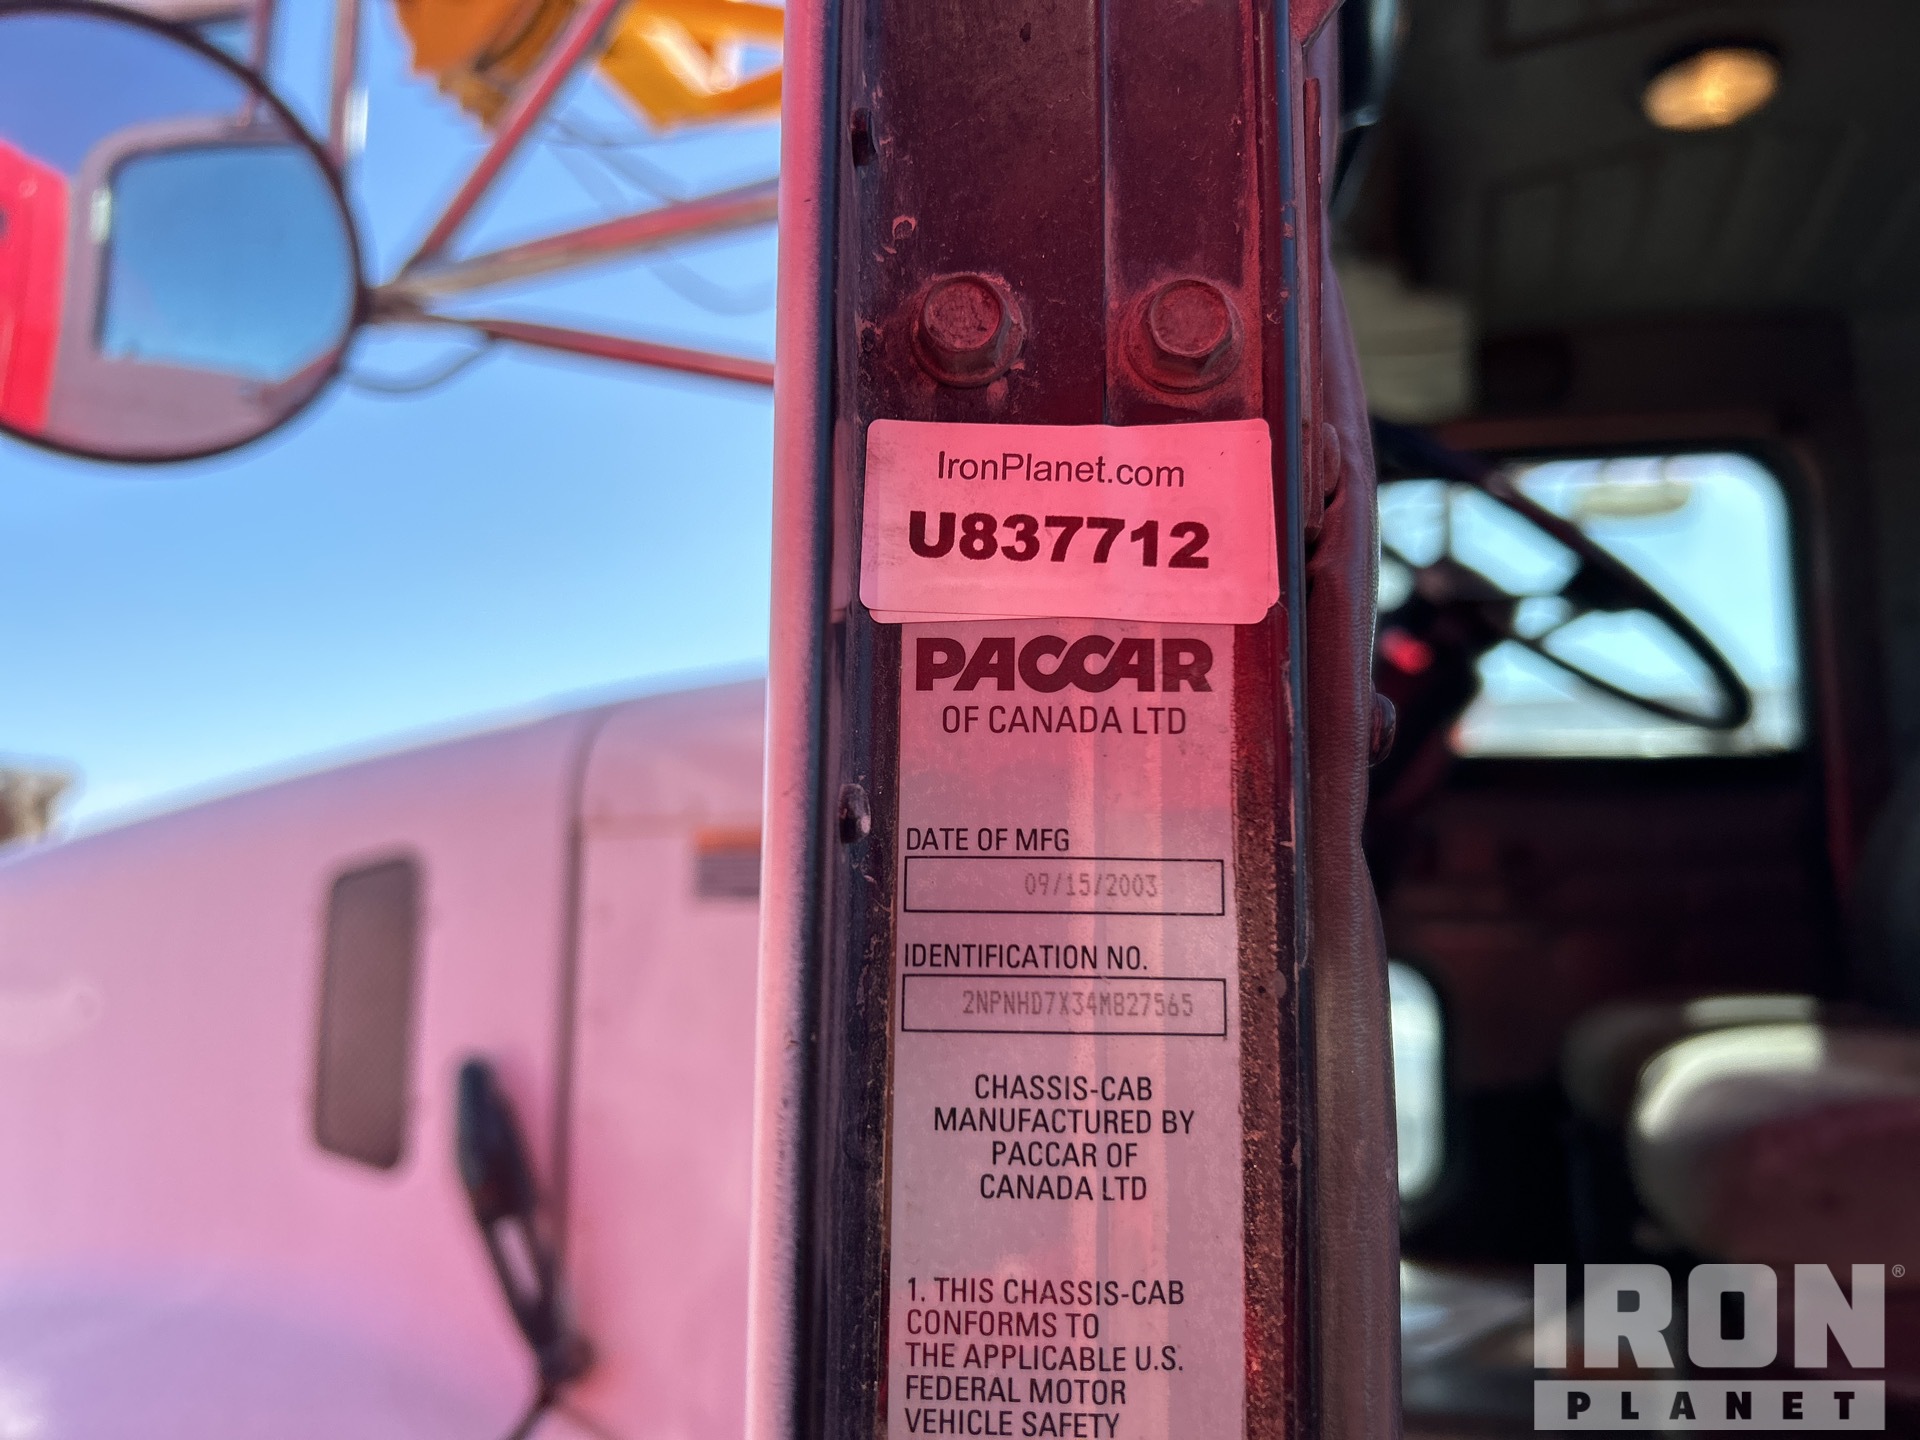 IronPlanet.com
U837712
PACCAR
OF CANADA LTD
DATE OF MFG
09/15/2003
IDENTIFICATION NO.
2NPNHD7X34M827565
CHASSIS-CAB
MANUFACTURED BY
PACCAR OF
CANADA LTD
1. THIS CHASSIS-CAB
CONFORMS TO
THE APPLICABLE U.S.
FEDERAL MOTOR
VEHICLE SAFETY
IRON®
PLANET